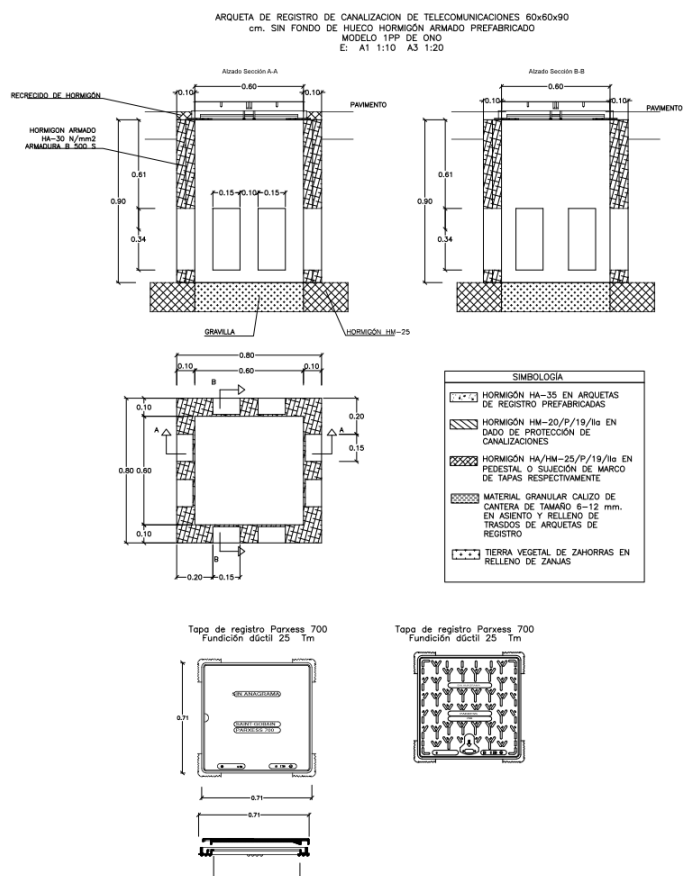 ARQUETA DE REGISTRO DE CANALIZACION DE TELECOMUNICACIONES 60x60x90
cm. SIN FONDO DE HUECO HORMIGÓN ARMADO PREFABRICADO
MODELO 1PP DE ONO
E: A1 1:10 A3 1:20
Alzado Sección A-A
0.60
0.10
0.10
RECRECIDO DE HORMIGÓN
PAVIMENTO
HORMIGON ARMADO
HA-30 N/mm2
ARMADURA B 500 S
0.61
0.90
0.15
0.10
0.15
0.34
GRAVILLA
HORMIGÓN HM-25
Alzado Sección B-B
0.60
0.10
0.10
PAVIMENTO
0.61
0.90
0.34
0.80
0.10
0.60
0.10
B
0.10
0.20
A
A
0.15
0.80
0.60
B
0.10
0.20
0.15
SIMBOLOGÍA
HORMIGÓN HA-35 EN ARQUETAS
DE REGISTRO PREFABRICADAS
HORMIGÓN HM-20/P/19/IIa EN
DADO DE PROTECCIÓN DE
CANALIZACIONES
HORMIGÓN HA/HM-25/P/19/IIa EN
PEDESTAL O SUJECIÓN DE MARCO
DE TAPAS RESPECTIVAMENTE
MATERIAL GRANULAR CALIZO DE
CANTERA DE TAMAÑO 6-12 mm.
EN ASIENTO Y RELLENO DE
TRASDOS DE ARQUETAS DE
REGISTRO
TIERRA VEGETAL DE ZAHORRAS EN
RELLENO DE ZANJAS
Tapa de registro Parxess 700
Fundición dúctil 25 Tm
SIN ANAGRAMA
SAINT GOBAIN
PARXESS 700
0.71
0.71
0.71
Tapa de registro Parxess 700
Fundición dúctil 25 Tm